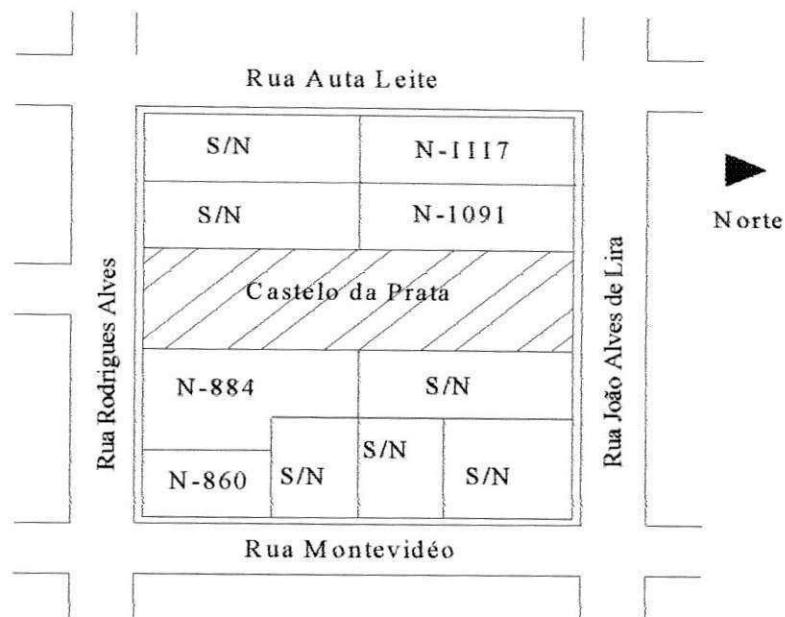 Rua Auta Leite
S/N
N-1117
S/N
N-1091
Norte
Castelo da Prata
Rua Rodrigues Alves
Rua João Alves de Lira
N-884
S/N
S/N
N-860
S/N
S/N
Rua Montevidéo